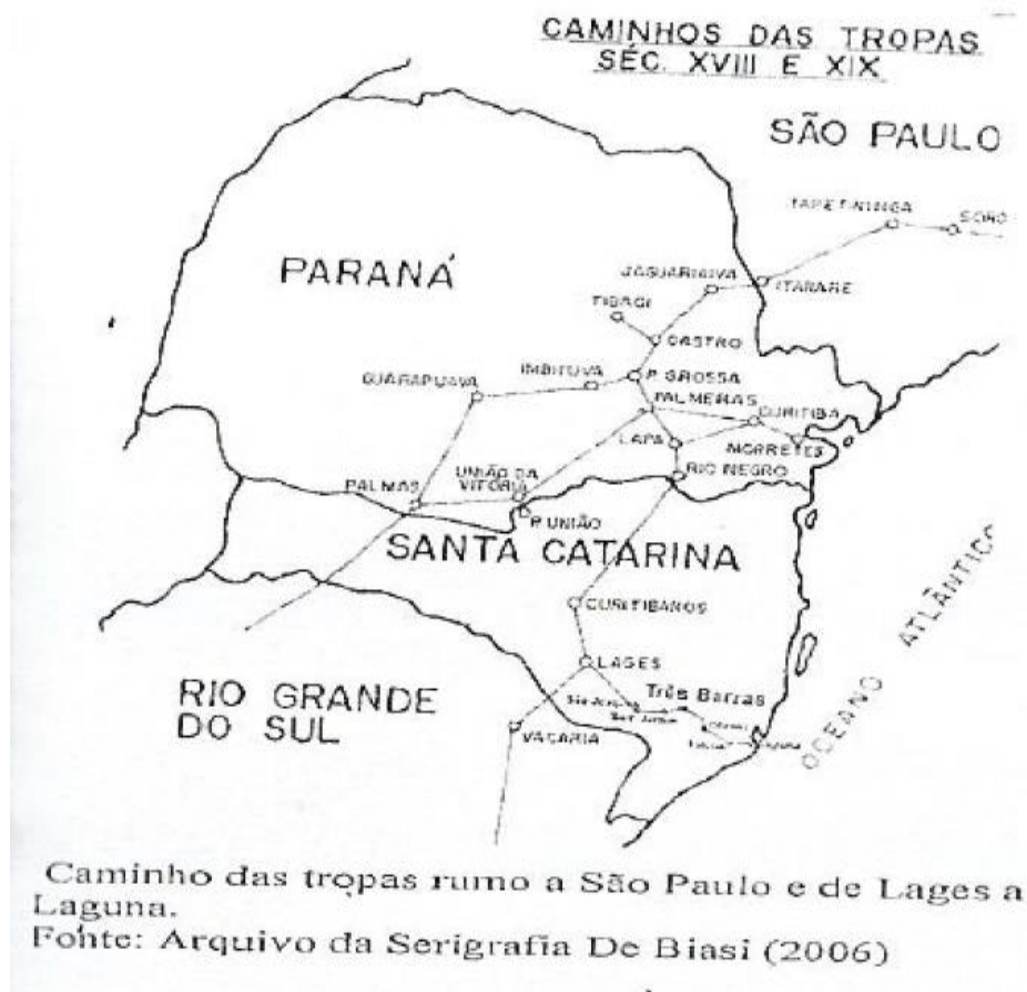 CAMINHOS DAS TROPAS
SÉC. XVIII E XIX
SÃO PAULO
ITAPETININGA
SORO
PARANÁ
JAGUARIAIVA
ITARARE
TIBAGI
CASTRO
IMBITUVA
P. GROSSA
GUARAPUAVA
PALMEIRAS
CURITIBA
LAPA
MORRETES
UNIÃO DA
VITÓRIA
RIO NEGRO
PALMAS
P. UNIÃO
SANTA CATARINA
CURITIBANOS
OCEANO ATLÂNTICO
LAGES
RIO GRANDE
DO SUL
Três Barras
VACARIA
Caminho das tropas rumo a São Paulo e de Lages a
Laguna.
Fonte: Arquivo da Serigrafia De Biasi (2006)